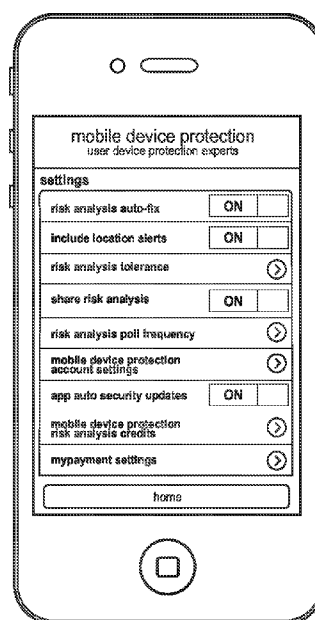 mobile device protection
user device protection experts
settings
risk analysis auto-fix ON
include location alerts ON
risk analysis tolerance
share risk analysis ON
risk analysis poll frequency
mobile device protection
account settings
app auto security updates ON
mobile device protection
risk analysis credits
mypayment settings
home